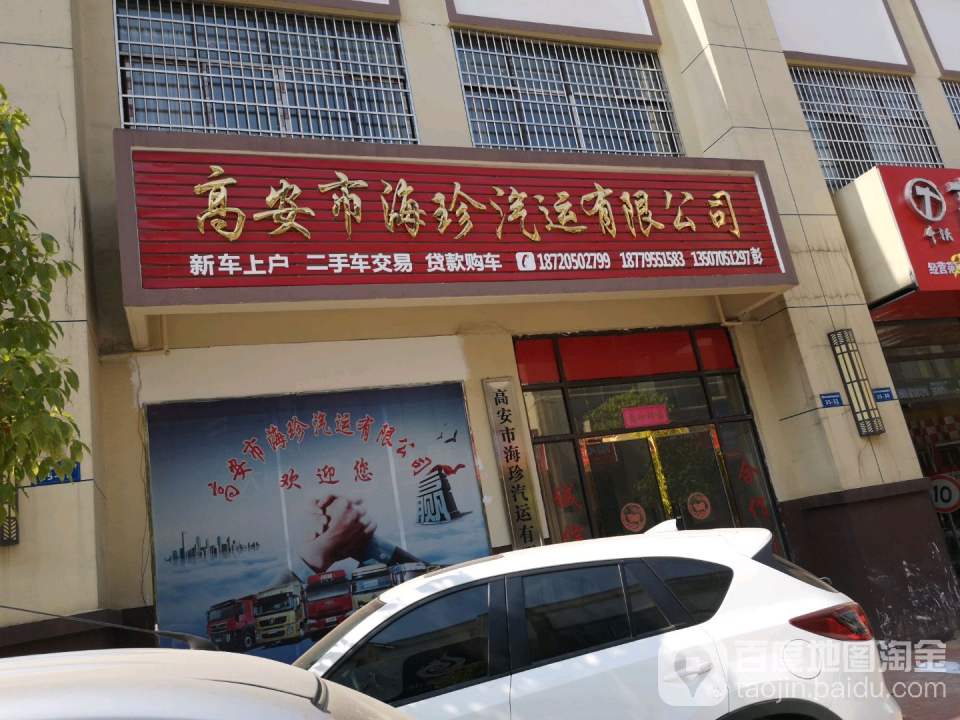 高安市海珍汽运有限公司
新车上户 二手车交易 贷款购车 18720502799 18779551583 13507051297彭
高安市海珍汽运有限公司
欢迎您
赢
高安市海珍汽运有
10
百度地图淘金
taojin.baidu.com